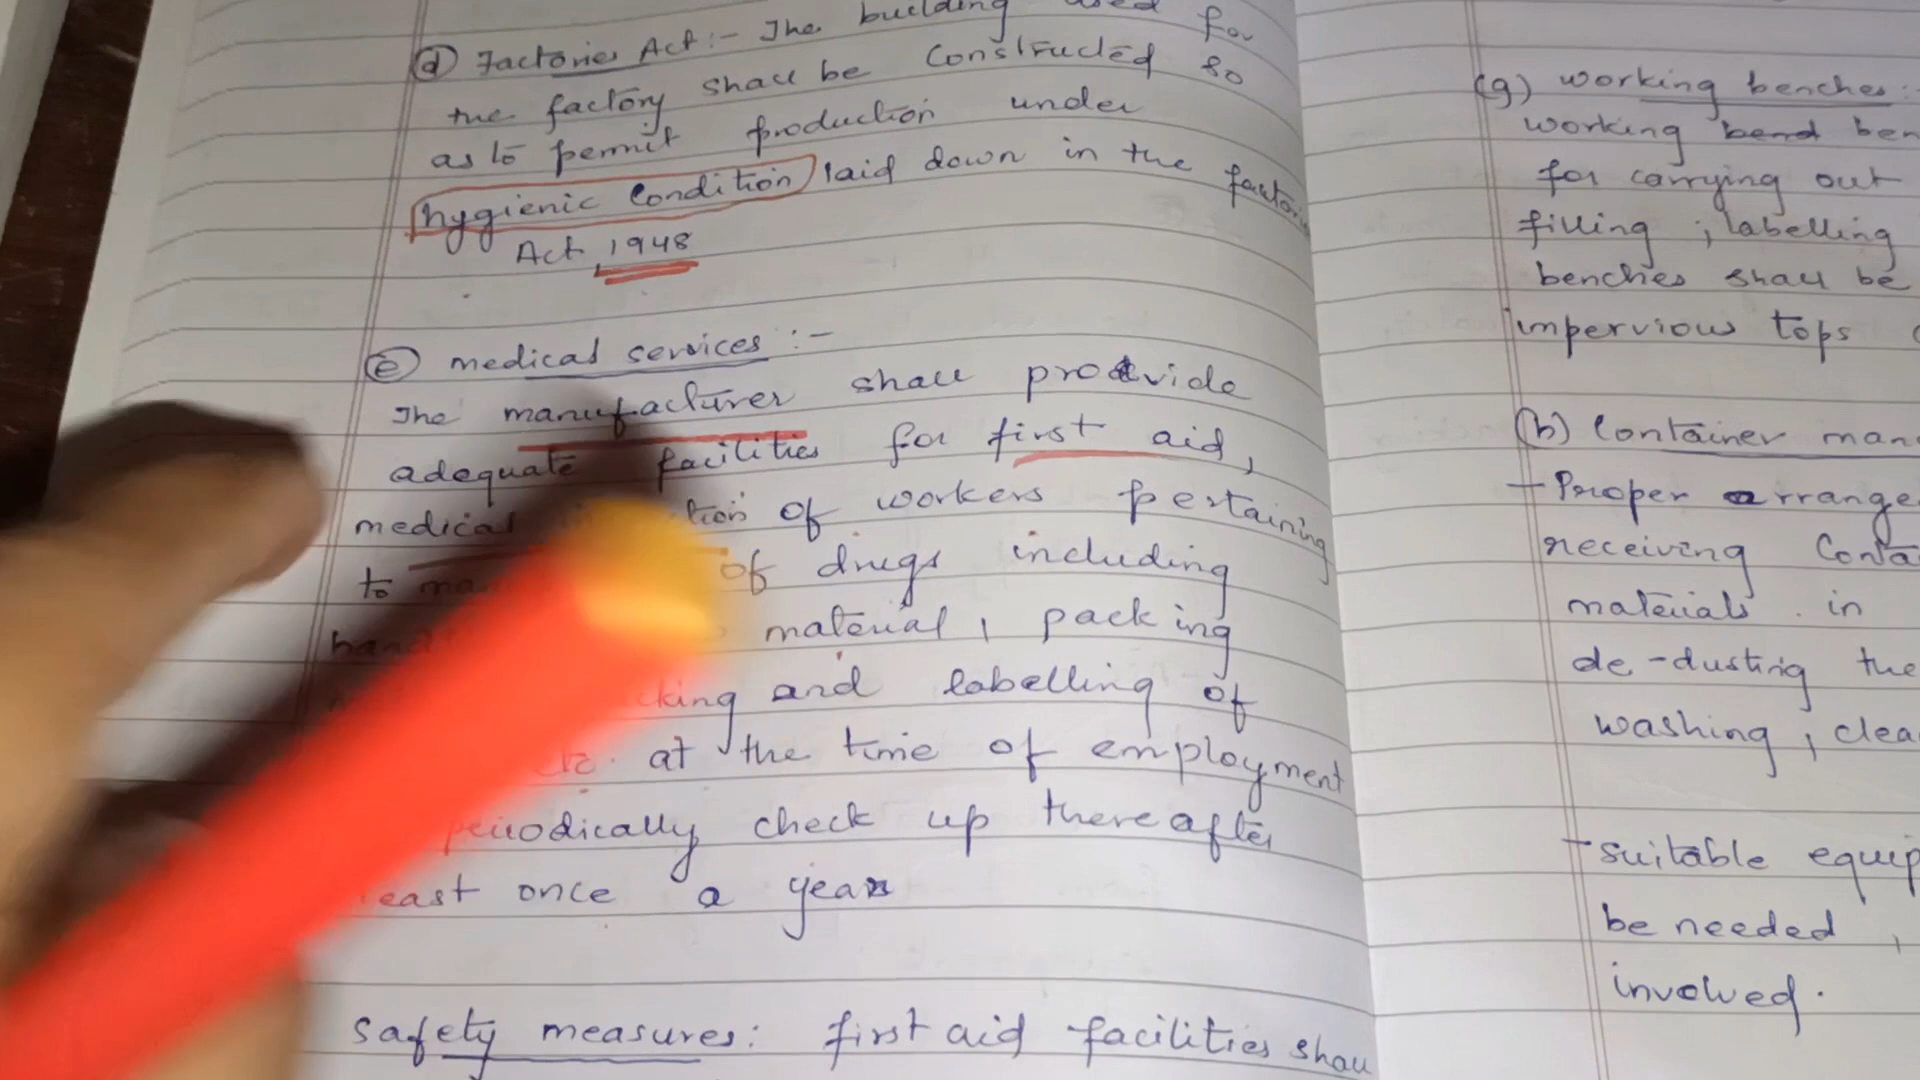 (d) Factories Act :- The building used for
the factory shall be constructed so
as to permit production under
hygienic condition laid down in the factories
Act, 1948
(e) medical services :-
The manufacturer shall provide
adequate facilities for first aid,
medical of workers pertaining
to of drugs including
material, packing
and labelling of
etc. at the time of employment
periodically check up thereafter
least once a year
Safety measures: first aid facilities shall
(g) working benches :-
working ben
for carrying out
filling ; labelling
benches shall be
impervious tops
(h) Container man
- Proper arrange
receiving Conta
materials . in
de-dusting the
washing, clea
- suitable equip
be needed ,
involved.